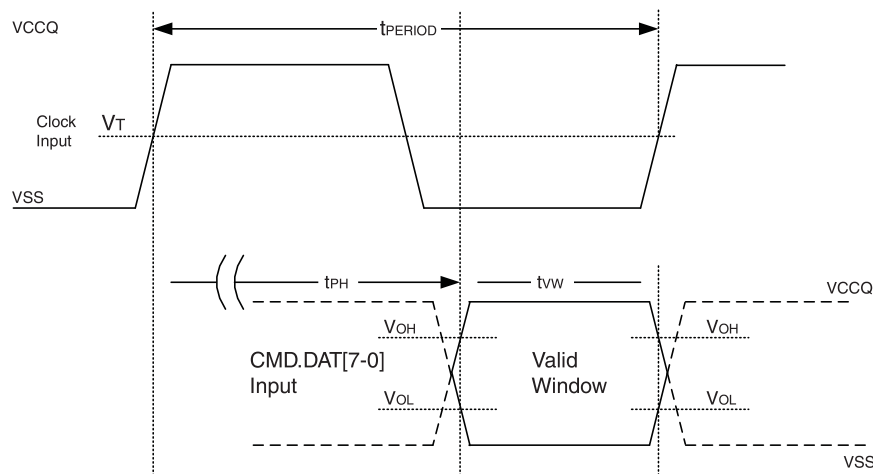 VCCQ
tPERIOD
Clock
Input
VT
VSS
tPH
tVW
VCCQ
VOH
VOH
CMD.DAT[7-0]
Input
Valid
Window
VOL
VOL
VSS